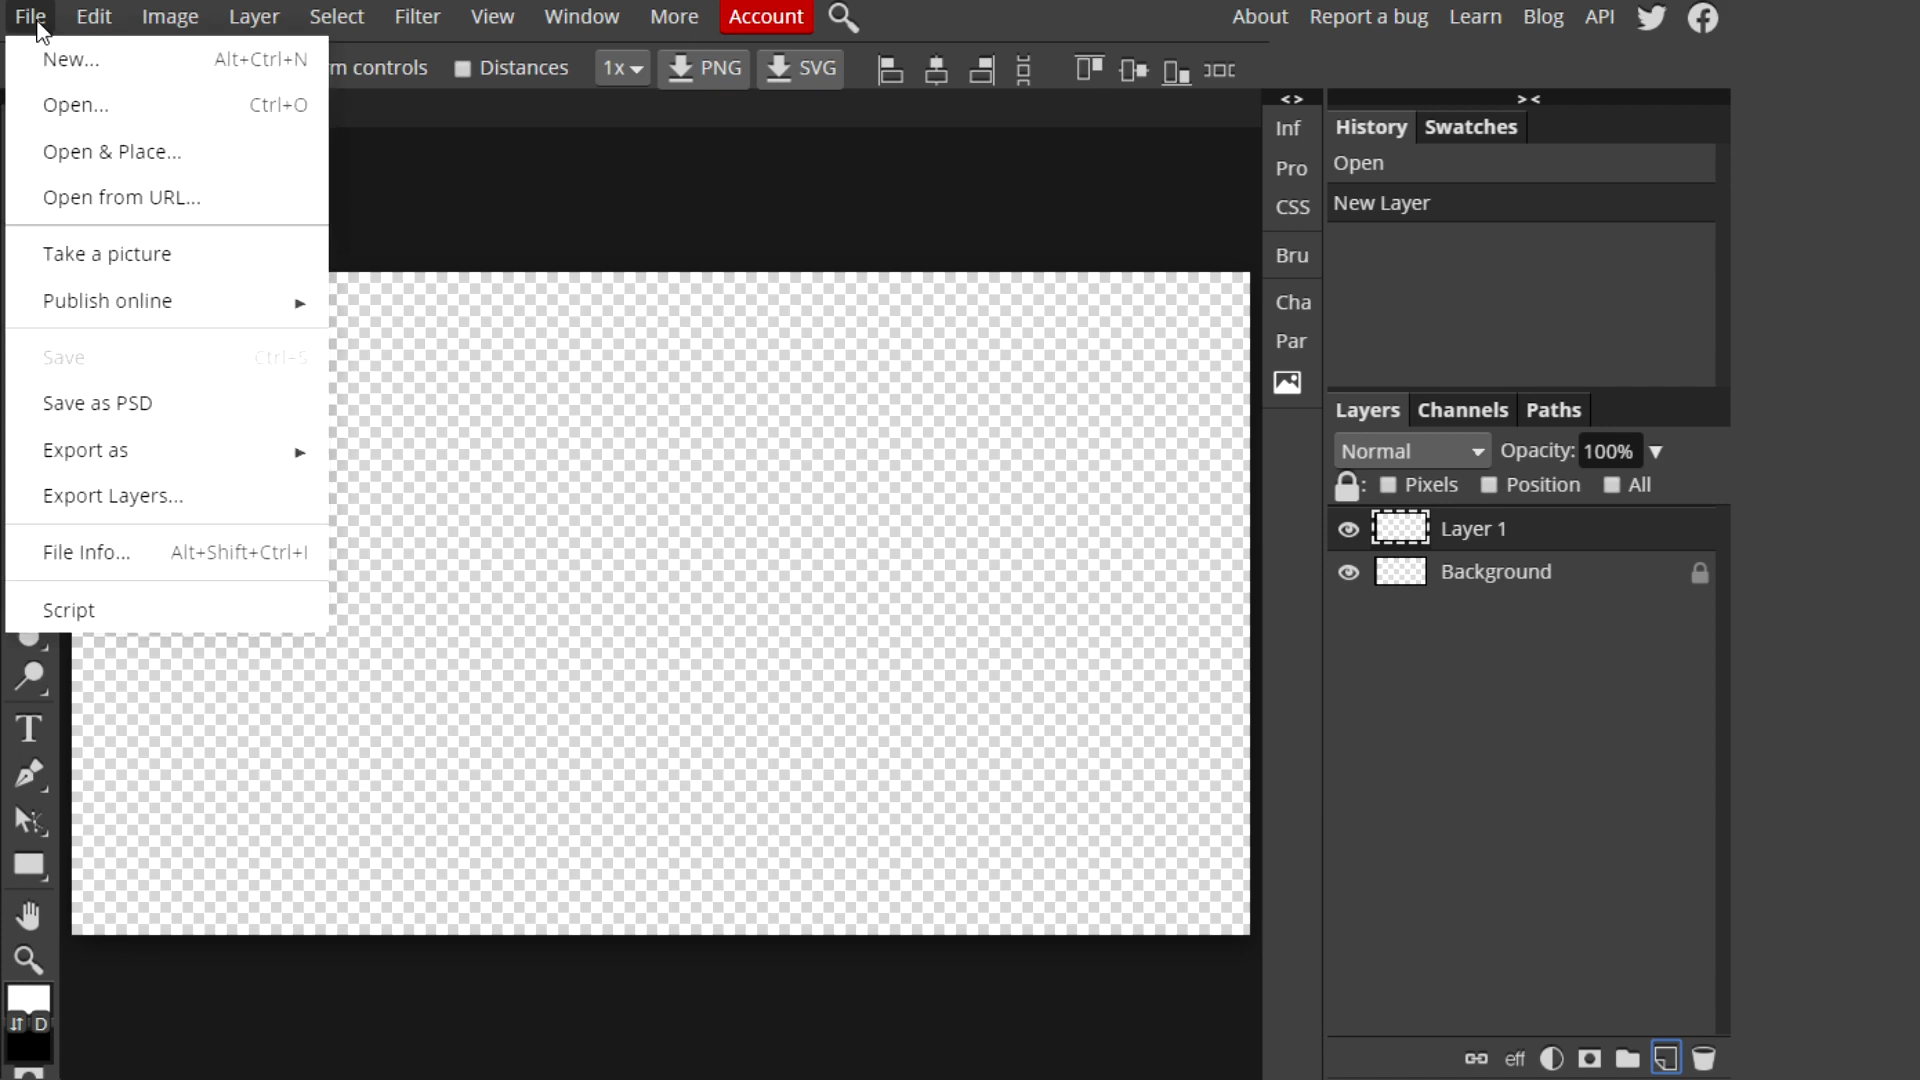 File Edit Image Layer Select Filter View Window More Account About Report a bug Learn Blog API
m controls Distances 1x PNG SVG
New... Alt+Ctrl+N
Open... Ctrl+O
Open & Place...
Open from URL...
Take a picture
Publish online
Save Ctrl+S
Save as PSD
Export as
Export Layers...
File Info... Alt+Shift+Ctrl+I
Script
D
< >
Inf
Pro
CSS
Bru
Cha
Par
> <
History Swatches
Open
New Layer
Layers Channels Paths
Normal Opacity: 100%
: Pixels Position All
Layer 1
Background
eff